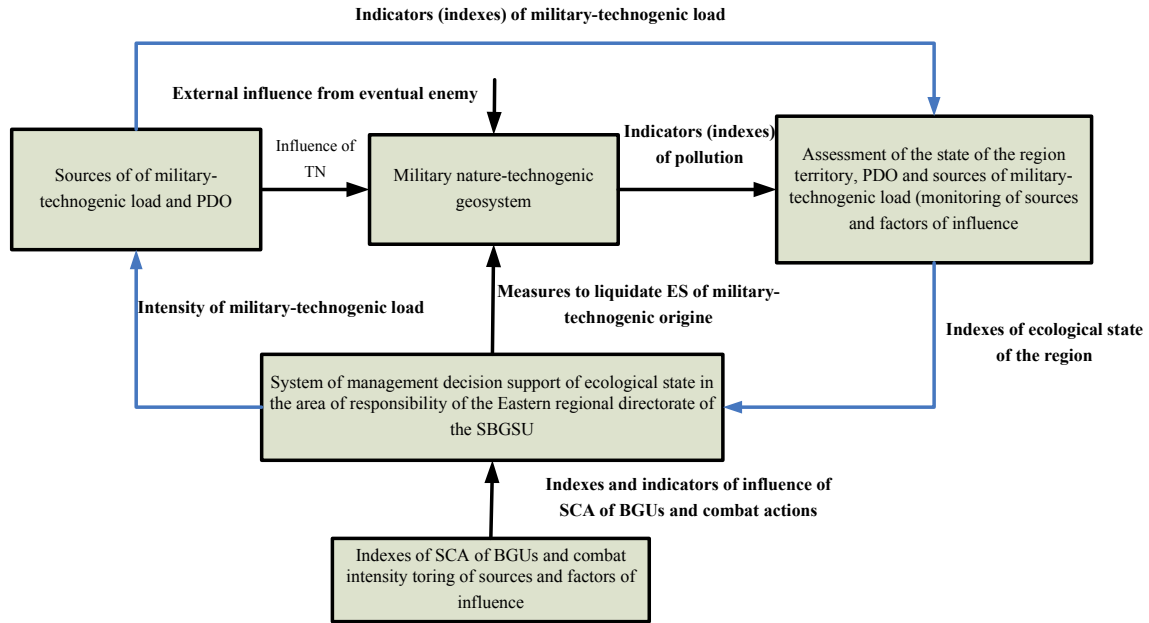 Indicators (indexes) of military-technogenic load
External influence from eventual enemy
Sources of of military-
technogenic load and PDO
Influence of
TN
Military nature-technogenic
geosystem
Indicators (indexes)
of pollution
Assessment of the state of the region
territory, PDO and sources of military-
technogenic load (monitoring of sources
and factors of influence
Intensity of military-technogenic load
Measures to liquidate ES of military-
technogenic origine
Indexes of ecological state
of the region
System of management decision support of ecological state in
the area of responsibility of the Eastern regional directorate of
the SBGSU
Indexes and indicators of influence of
SCA of BGUs and combat actions
Indexes of SCA of BGUs and combat
intensity toring of sources and factors of
influence